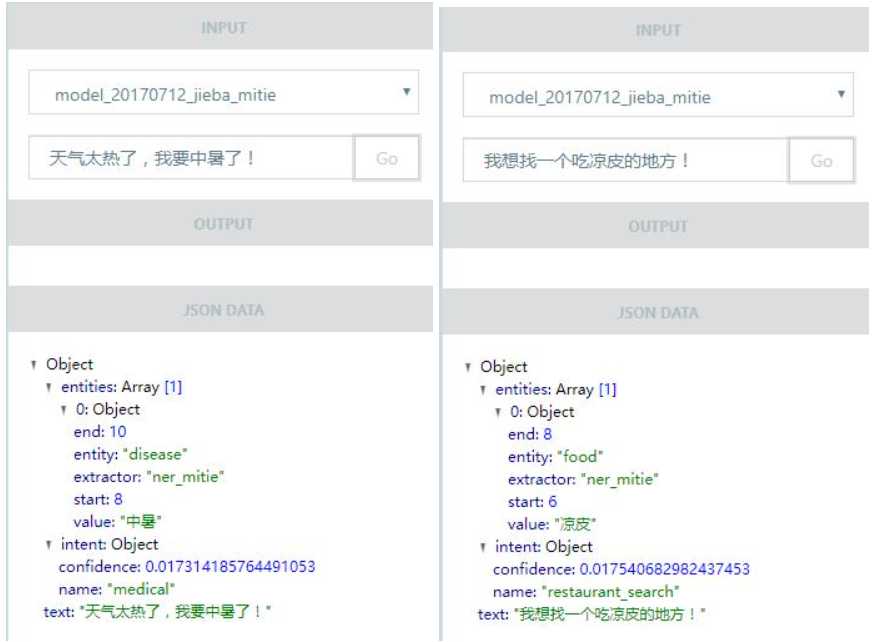 INPUT
model_20170712_jieba_mitie
天气太热了，我要中暑了！
Go
OUTPUT
JSON DATA
Object
entities: Array [1]
0: Object
end: 10
entity: "disease"
extractor: "ner_mitie"
start: 8
value: "中暑"
intent: Object
confidence: 0.017314185764491053
name: "medical"
text: "天气太热了，我要中暑了！"
INPUT
model_20170712_jieba_mitie
我想找一个吃凉皮的地方！
Go
OUTPUT
JSON DATA
Object
entities: Array [1]
0: Object
end: 8
entity: "food"
extractor: "ner_mitie"
start: 6
value: "凉皮"
intent: Object
confidence: 0.017540682982437453
name: "restaurant_search"
text: "我想找一个吃凉皮的地方！"